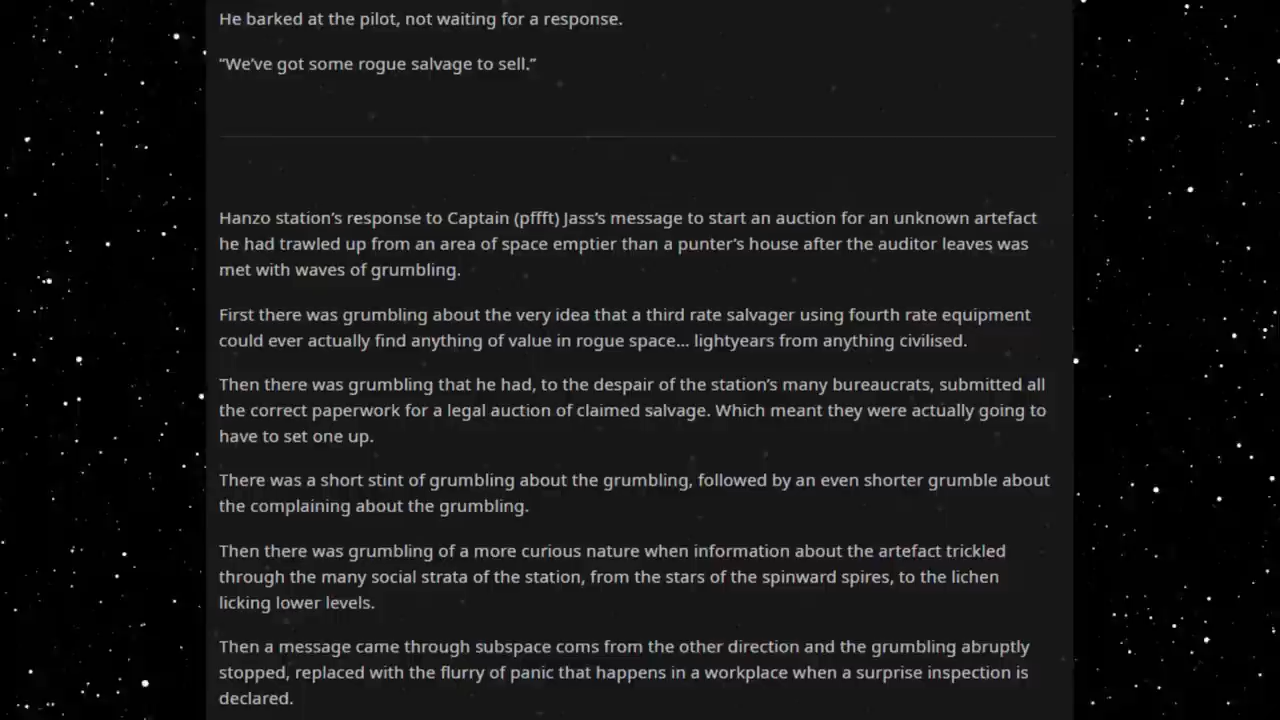 He barked at the pilot, not waiting for a response.
“We’ve got some rogue salvage to sell.”
Hanzo station’s response to Captain (pffft) Jass’s message to start an auction for an unknown artefact
he had trawled up from an area of space emptier than a punter’s house after the auditor leaves was
met with waves of grumbling.
First there was grumbling about the very idea that a third rate salvager using fourth rate equipment
could ever actually find anything of value in rogue space... lightyears from anything civilised.
Then there was grumbling that he had, to the despair of the station’s many bureaucrats, submitted all
the correct paperwork for a legal auction of claimed salvage. Which meant they were actually going to
have to set one up.
There was a short stint of grumbling about the grumbling, followed by an even shorter grumble about
the complaining about the grumbling.
Then there was grumbling of a more curious nature when information about the artefact trickled
through the many social strata of the station, from the stars of the spinward spires, to the lichen
licking lower levels.
Then a message came through subspace coms from the other direction and the grumbling abruptly
stopped, replaced with the flurry of panic that happens in a workplace when a surprise inspection is
declared.